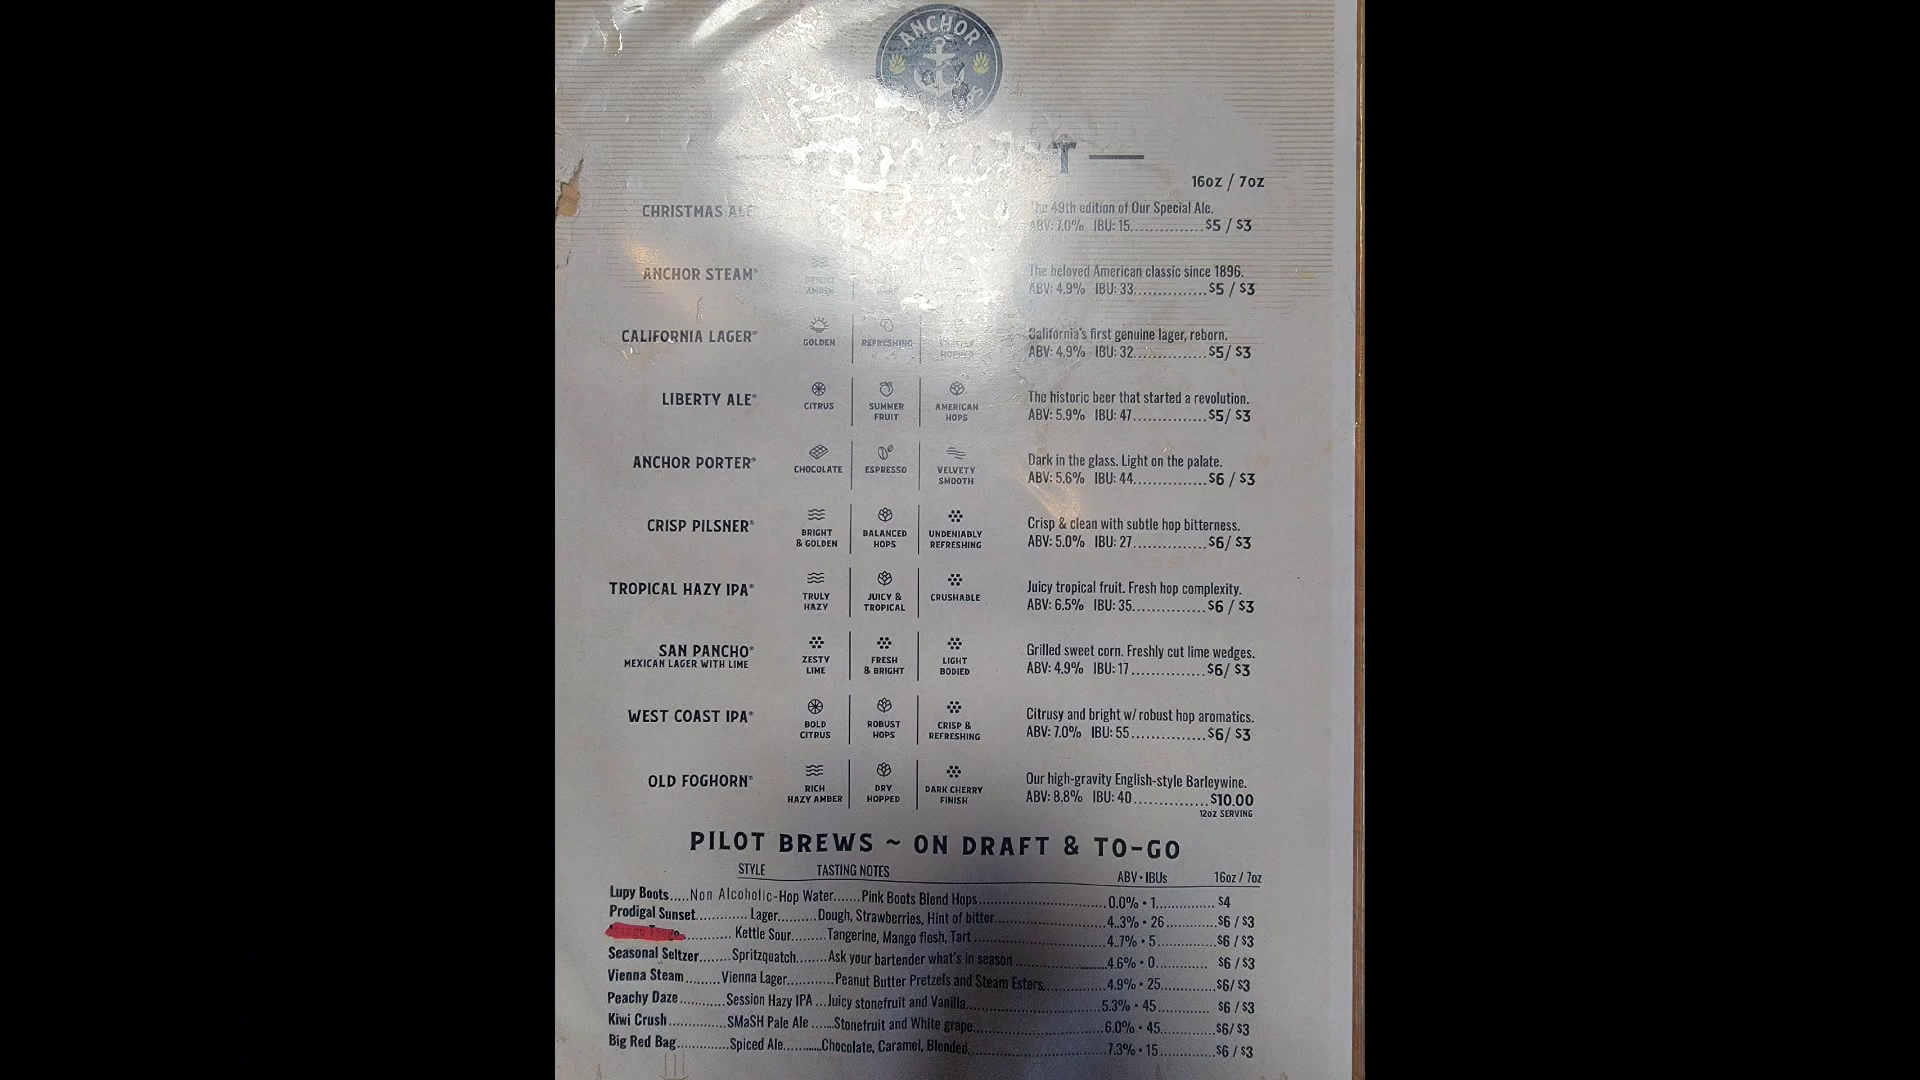 ANCHOR
16oz / 7oz
CHRISTMAS ALE
The 49th edition of Our Special Ale.
ABV: 7.0% IBU: 15...............$5 / $3
ANCHOR STEAM®
BRIGHT
AMBER
The beloved American classic since 1896.
ABV: 4.9% IBU: 33...............$5 / $3
CALIFORNIA LAGER®
GOLDEN
REFRESHING
HOPPED
California's first genuine lager, reborn.
ABV: 4.9% IBU: 32...............$5/ $3
LIBERTY ALE®
CITRUS
SUMMER
FRUIT
AMERICAN
HOPS
The historic beer that started a revolution.
ABV: 5.9% IBU: 47...............$5/ $3
ANCHOR PORTER®
CHOCOLATE
ESPRESSO
VELVETY
SMOOTH
Dark in the glass. Light on the palate.
ABV: 5.6% IBU: 44...............$6 / $3
CRISP PILSNER®
BRIGHT
& GOLDEN
BALANCED
HOPS
UNDENIABLY
REFRESHING
Crisp & clean with subtle hop bitterness.
ABV: 5.0% IBU: 27...............$6/ $3
TROPICAL HAZY IPA®
TRULY
HAZY
JUICY &
TROPICAL
CRUSHABLE
Juicy tropical fruit. Fresh hop complexity.
ABV: 6.5% IBU: 35...............$6 / $3
SAN PANCHO®
MEXICAN LAGER WITH LIME
ZESTY
LIME
FRESH
& BRIGHT
LIGHT
BODIED
Grilled sweet corn. Freshly cut lime wedges.
ABV: 4.9% IBU: 17...............$6/ $3
WEST COAST IPA®
BOLD
CITRUS
ROBUST
HOPS
CRISP &
REFRESHING
Citrusy and bright w/ robust hop aromatics.
ABV: 7.0% IBU: 55...............$6/ $3
OLD FOGHORN®
RICH
HAZY AMBER
DRY
HOPPED
DARK CHERRY
FINISH
Our high-gravity English-style Barleywine.
ABV: 8.8% IBU: 40...............$10.00
12oz SERVING
PILOT BREWS ~ ON DRAFT & TO-GO
STYLE TASTING NOTES ABV • IBUs 16oz / 7oz
Lupy Boots.....Non Alcoholic-Hop Water.......Pink Boots Blend Hops..........0.0% • 1..........$4
Prodigal Sunset...........Lager.........Dough, Strawberries, Hint of bitter..........4.3% • 26..........$6 / $3
Mango Tango..........Kettle Sour........Tangerine, Mango flesh, Tart..........4..7% • 5..........$6 / $3
Seasonal Seltzer.......Spritzquatch.......Ask your bartender what's in season..........4.6% • 0..........$6 / $3
Vienna Steam........Vienna Lager...........Peanut Butter Pretzels and Steam Esters..........4.9% • 25..........$6/ $3
Peachy Daze..........Session Hazy IPA...Juicy stonefruit and Vanilla..........5.3% • 45..........$6 / $3
Kiwi Crush............SMaSH Pale Ale......Stonefruit and White grape..........6.0% • 45..........$6/ $3
Big Red Bag...........Spiced Ale.........Chocolate, Caramel, Blended..........7.3% • 15..........$6 / $3